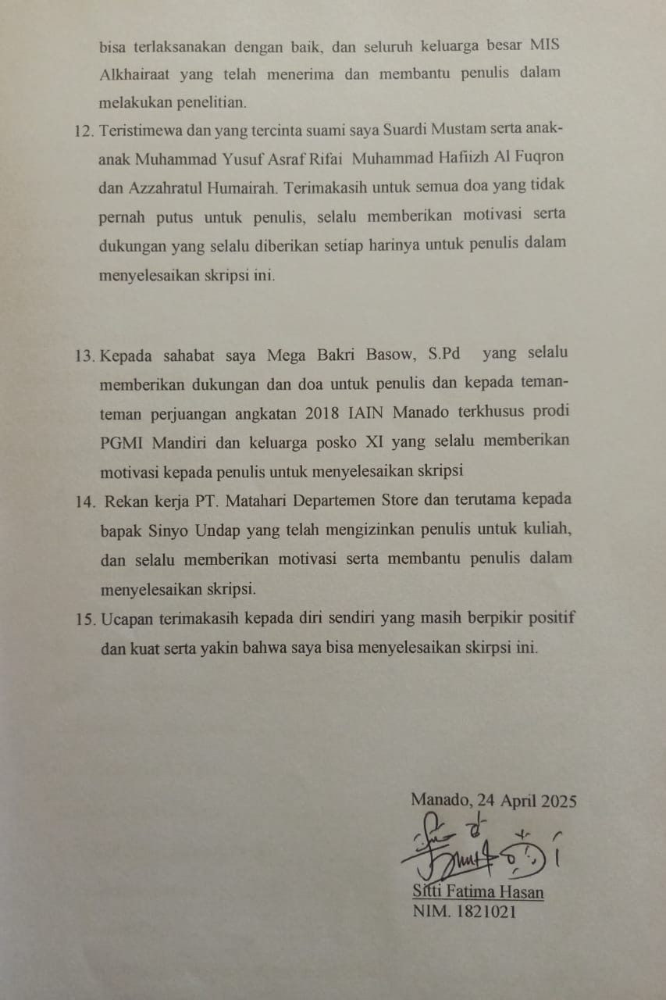 bisa terlaksanakan dengan baik, dan seluruh keluarga besar MIS
Alkhairaat yang telah menerima dan membantu penulis dalam
melakukan penelitian.
12. Teristimewa dan yang tercinta suami saya Suardi Mustam serta anak-
anak Muhammad Yusuf Asraf Rifai  Muhammad Hafiizh Al Fuqron
dan Azzahratul Humairah. Terimakasih untuk semua doa yang tidak
pernah putus untuk penulis, selalu memberikan motivasi serta
dukungan yang selalu diberikan setiap harinya untuk penulis dalam
menyelesaikan skripsi ini.
13. Kepada sahabat saya Mega Bakri Basow, S.Pd  yang selalu
memberikan dukungan dan doa untuk penulis dan kepada teman-
teman perjuangan angkatan 2018 IAIN Manado terkhusus prodi
PGMI Mandiri dan keluarga posko XI yang selalu memberikan
motivasi kepada penulis untuk menyelesaikan skripsi
14. Rekan kerja PT. Matahari Departemen Store dan terutama kepada
bapak Sinyo Undap yang telah mengizinkan penulis untuk kuliah,
dan selalu memberikan motivasi serta membantu penulis dalam
menyelesaikan skripsi.
15. Ucapan terimakasih kepada diri sendiri yang masih berpikir positif
dan kuat serta yakin bahwa saya bisa menyelesaikan skirpsi ini.
Manado, 24 April 2025
Sitti Fatima Hasan
NIM. 1821021